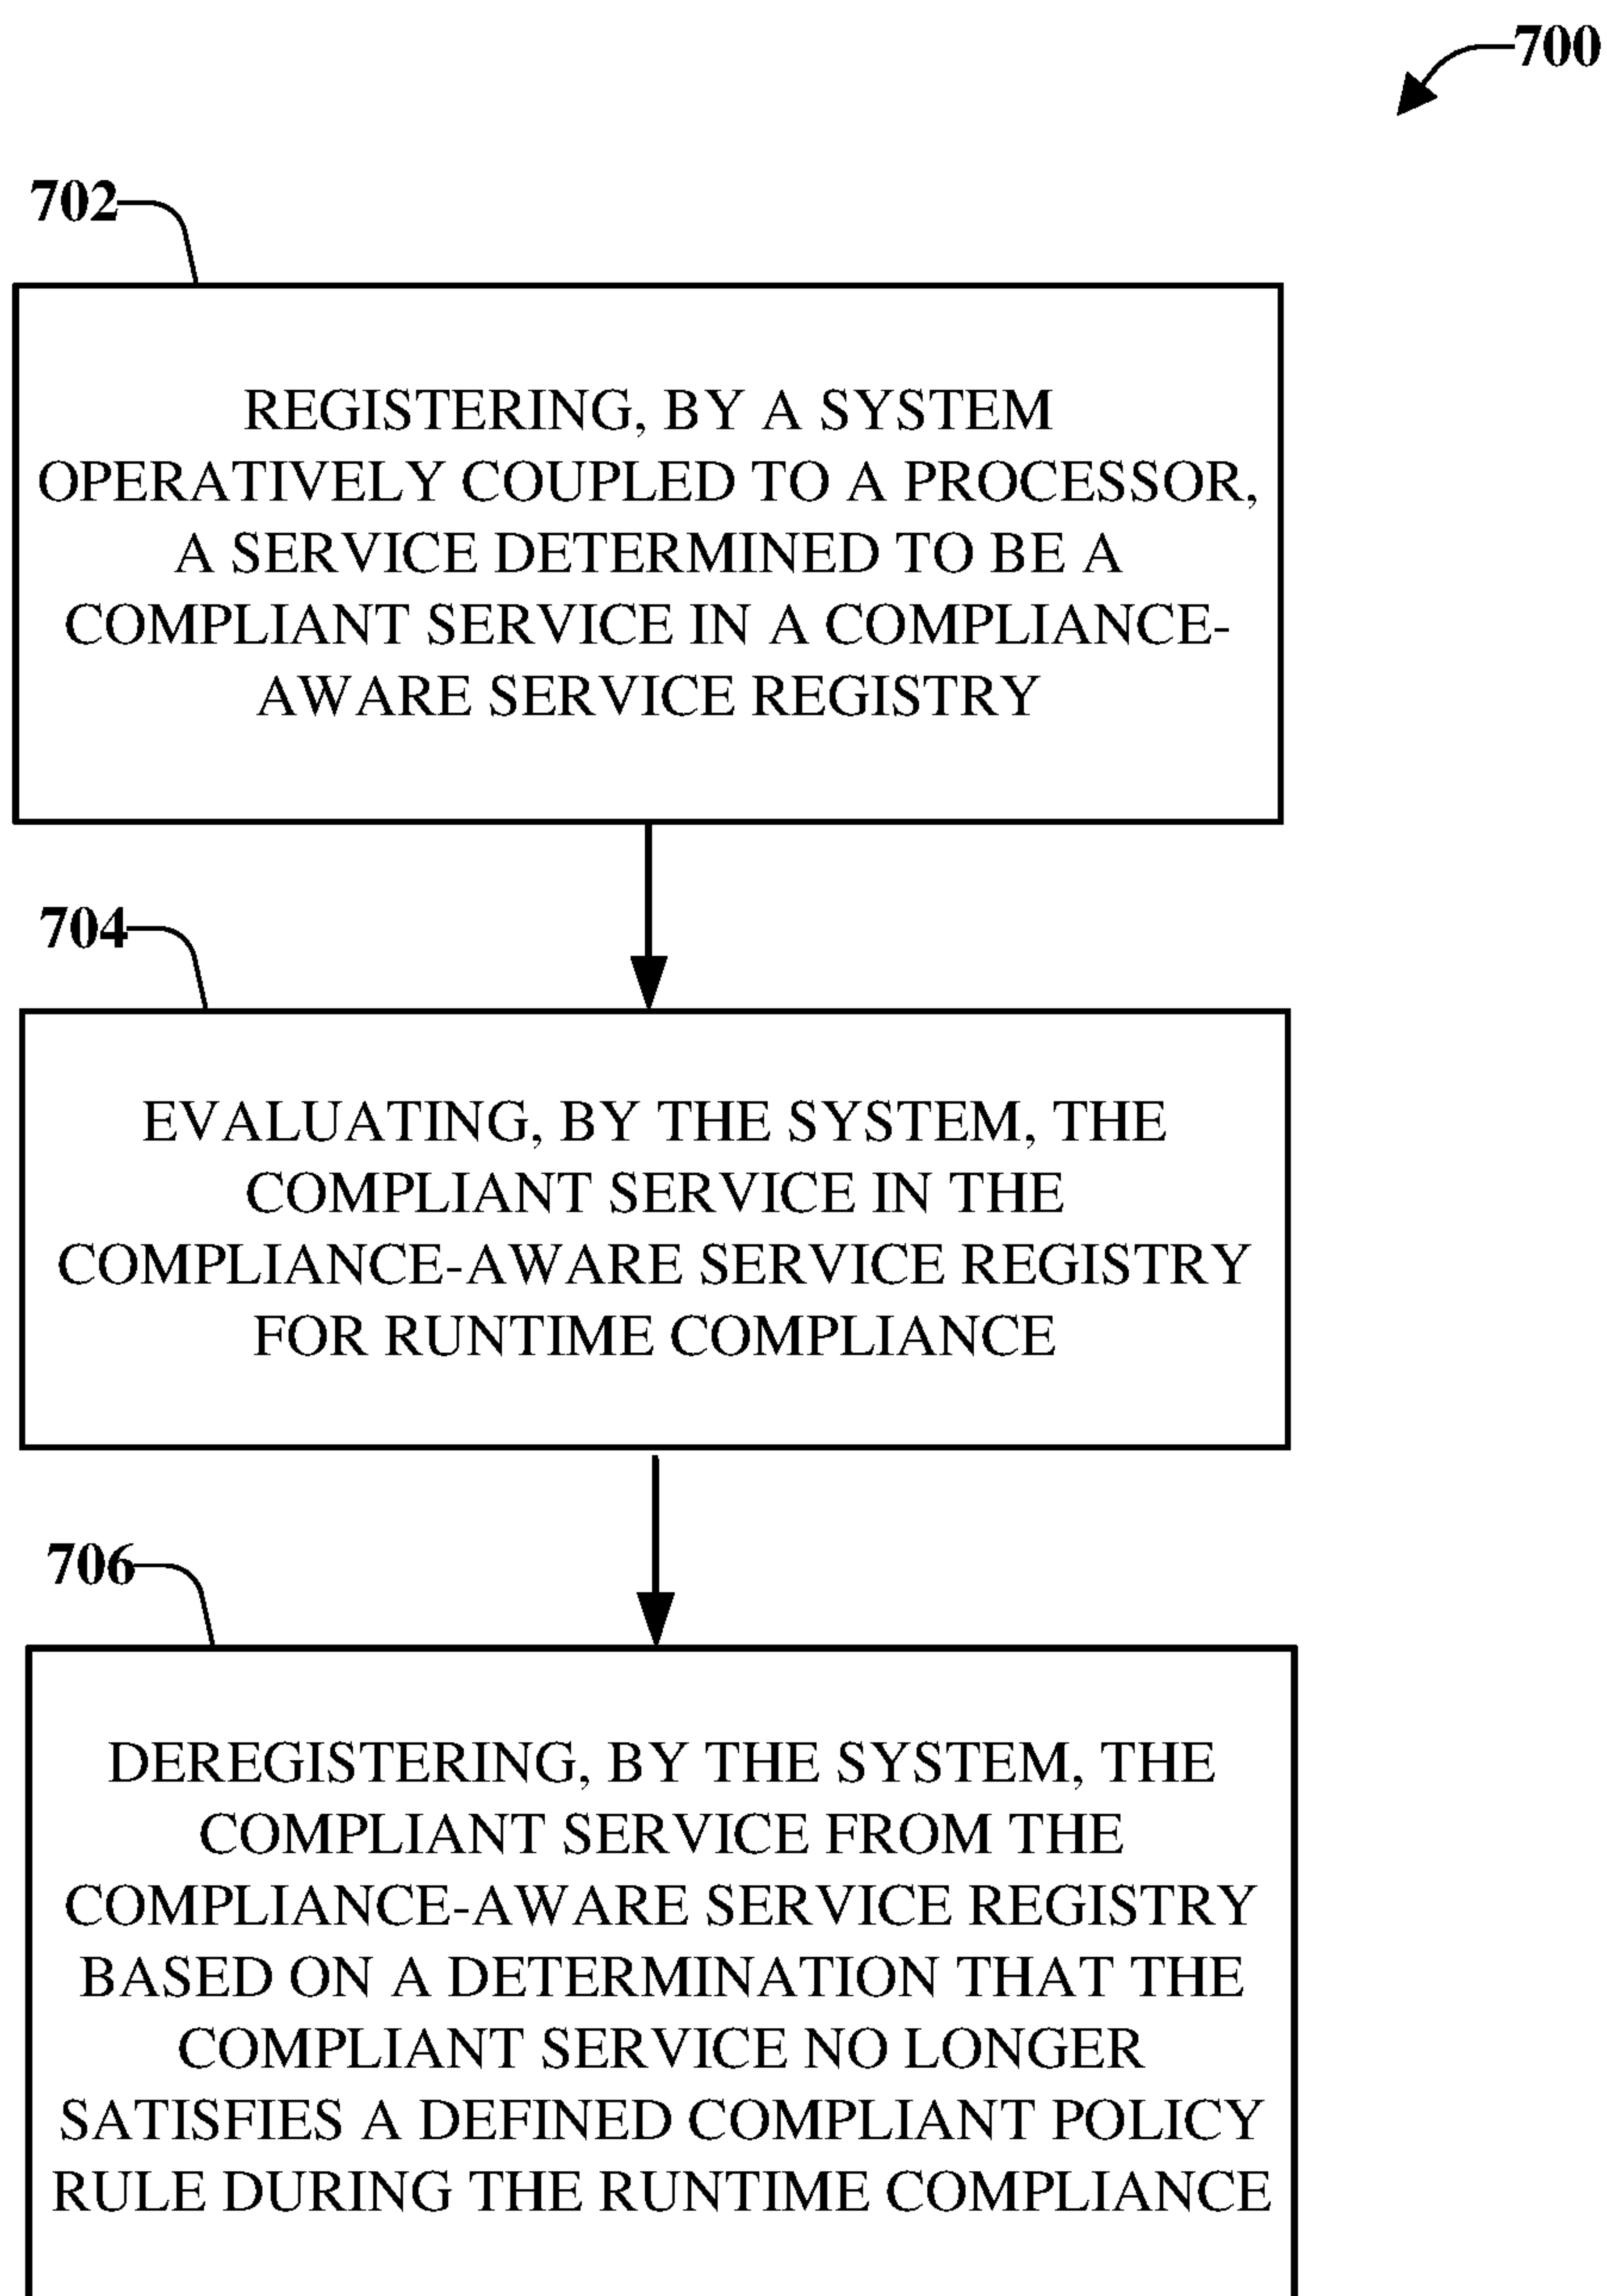 700
702
REGISTERING, BY A SYSTEM
OPERATIVELY COUPLED TO A PROCESSOR,
A SERVICE DETERMINED TO BE A
COMPLIANT SERVICE IN A COMPLIANCE-
AWARE SERVICE REGISTRY
704
EVALUATING, BY THE SYSTEM, THE
COMPLIANT SERVICE IN THE
COMPLIANCE-AWARE SERVICE REGISTRY
FOR RUNTIME COMPLIANCE
706
DEREGISTERING, BY THE SYSTEM, THE
COMPLIANT SERVICE FROM THE
COMPLIANCE-AWARE SERVICE REGISTRY
BASED ON A DETERMINATION THAT THE
COMPLIANT SERVICE NO LONGER
SATISFIES A DEFINED COMPLIANT POLICY
RULE DURING THE RUNTIME COMPLIANCE